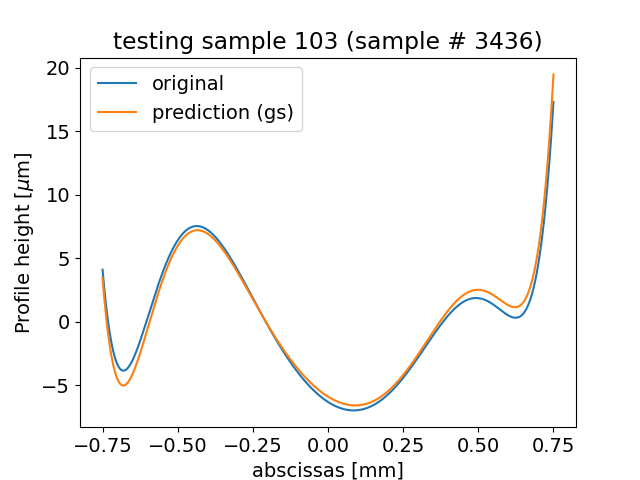 testing sample 103 (sample # 3436)
original
prediction (gs)
Profile height [μm]
20
15
10
5
0
−5
−0.75 −0.50 −0.25 0.00 0.25 0.50 0.75
abscissas [mm]